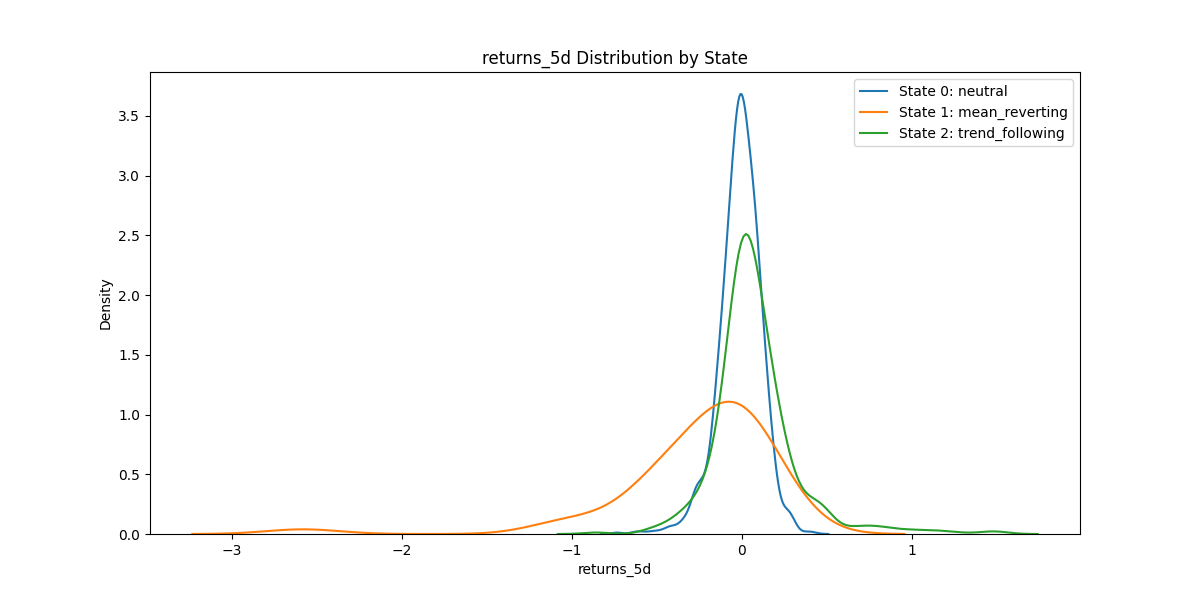 returns_5d Distribution by State
State 0: neutral
State 1: mean_reverting
State 2: trend_following
Density
3.5
3.0
2.5
2.0
1.5
1.0
0.5
0.0
−3
−2
−1
0
1
returns_5d